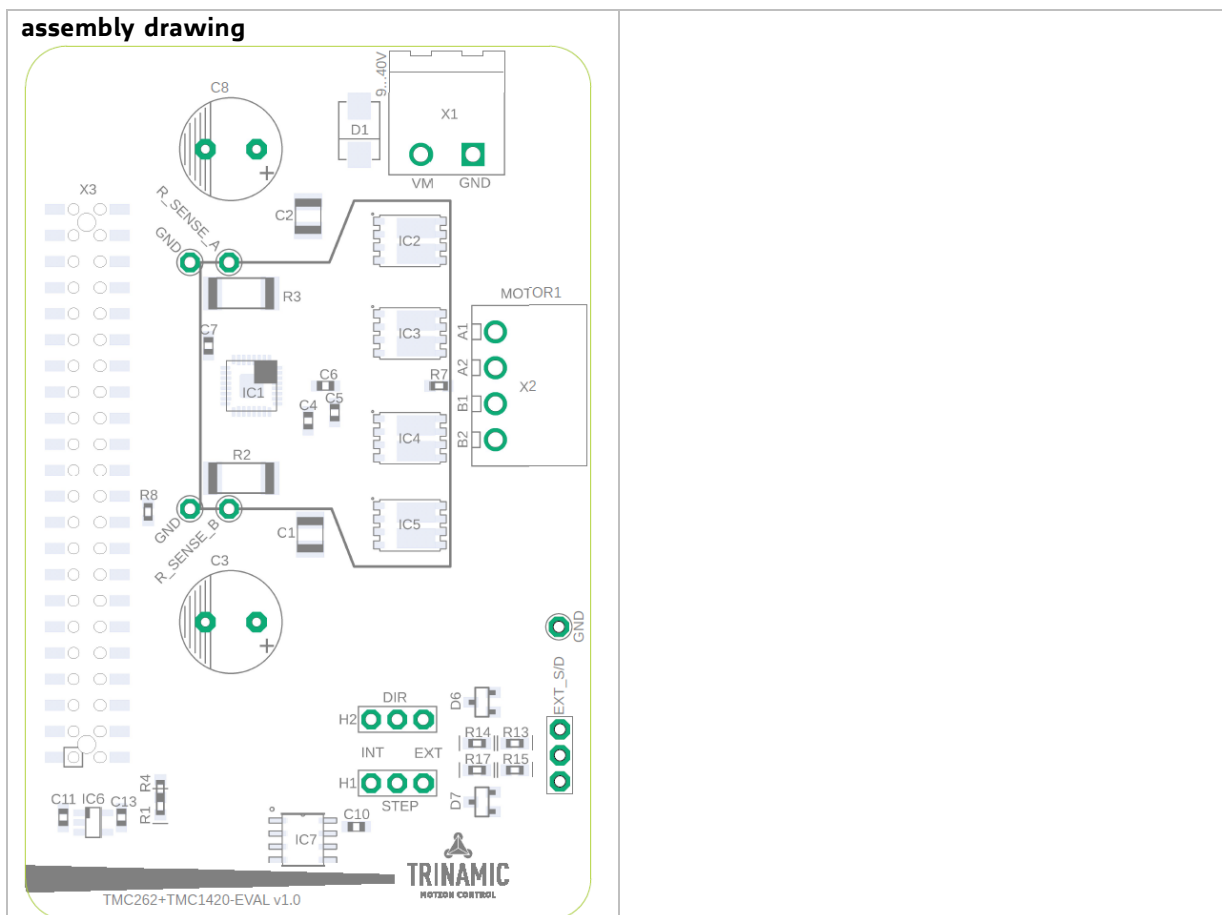 assembly drawing
9...40V
C8
X1
D1
VM GND
X3
R_SENSE_A
C2
GND
IC2
R3
MOTOR1
C7
IC3
A1
A2
C6
R7
X2
IC1
C5
C4
B1
IC4
B2
R2
R8
GND
IC5
C1
R_SENSE_B
C3
GND
EXT_S/D
DIR
D6
H2
R14 R13
INT EXT
R17 R15
R4
H1
STEP
D7
C11 IC6 C13
R1
C10
IC7
TRINAMIC
MOTION CONTROL
TMC262+TMC1420-EVAL v1.0